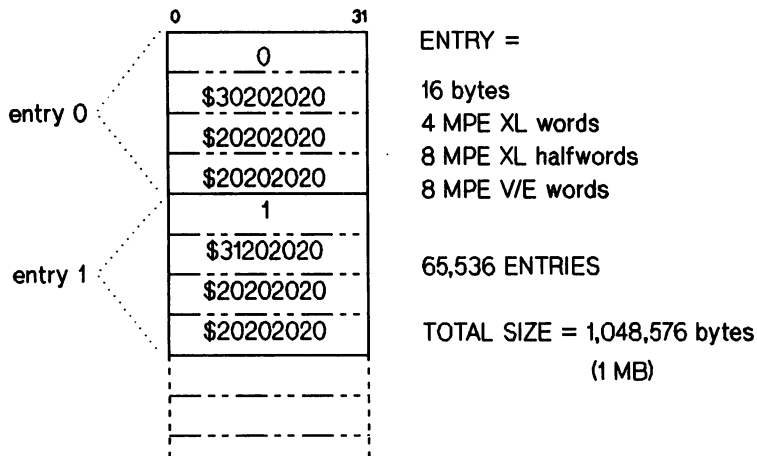 0 31
0
$30202020
$20202020
$20202020
entry 0
1
$31202020
$20202020
$20202020
entry 1
ENTRY =
16 bytes
4 MPE XL words
8 MPE XL halfwords
8 MPE V/E words
65,536 ENTRIES
TOTAL SIZE = 1,048,576 bytes
(1 MB)